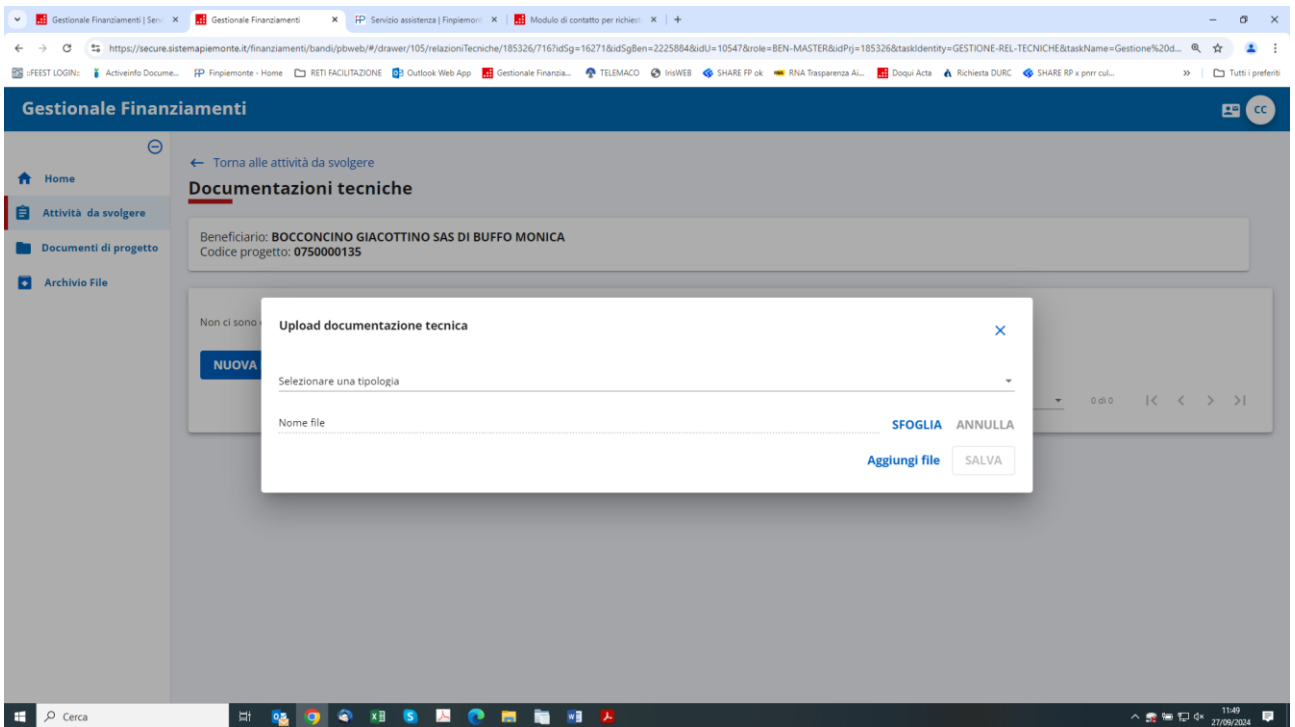 Gestionale Finanziamenti | Serv
Gestionale Finanziamenti
Servizio assistenza | Finpiemon
Modulo di contatto per richiest
https://secure.sistemapiemonte.it/finanziamenti/bandi/pbweb/#/drawer/105/relazioniTecniche/185326/716?idSg=16271&idSgBen=2225884&idU=10547&role=BEN-MASTER&idPrj=185326&taskIdentity=GESTIONE-REL-TECNICHE&taskName=Gestione%20d...
::FEEST LOGIN::
Activeinfo Docume...
Finpiemonte - Home
RETI FACILITAZIONE
Outlook Web App
Gestionale Finanzia...
TELEMACO
IrisWEB
SHARE FP ok
RNA Trasparenza Ai...
Doqui Acta
Richiesta DURC
SHARE RP x pnrr cul...
Tutti i preferiti
Gestionale Finanziamenti
CC
Home
Attività da svolgere
Documenti di progetto
Archivio File
Torna alle attività da svolgere
Documentazioni tecniche
Beneficiario: BOCCONCINO GIACOTTINO SAS DI BUFFO MONICA
Codice progetto: 0750000135
Non ci sono
NUOVA
0 di 0
Upload documentazione tecnica
Selezionare una tipologia
Nome file
SFOGLIA ANNULLA
Aggiungi file SALVA
Cerca
11:49
27/09/2024